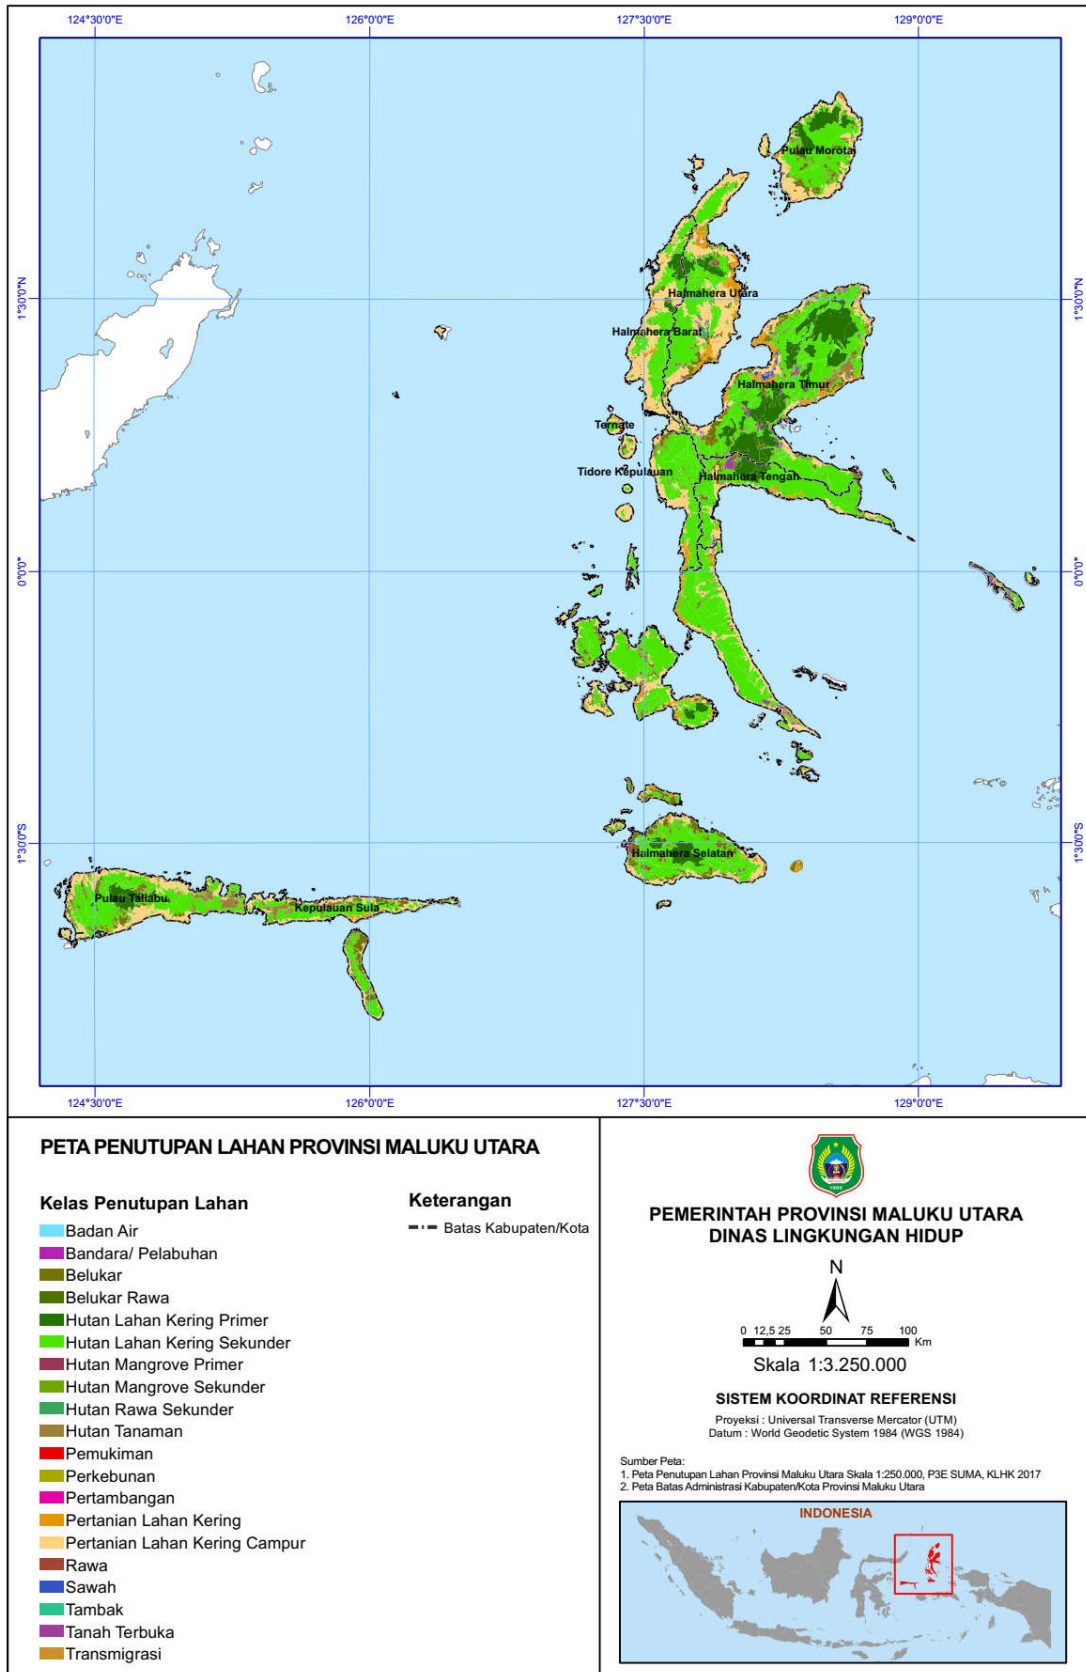 124°30'0"E 126°0'0"E 127°30'0"E 129°0'0"E
1°30'0"N 1°30'0"N
0°0'0" 0°0'0"
1°30'0"S 1°30'0"S
Pulau Morotai
Halmahera Utara
Halmahera Barat
Halmahera Timur
Ternate
Tidore Kepulauan
Halmahera Tengah
Halmahera Selatan
Pulau Taliabu
Kepulauan Sula
124°30'0"E 126°0'0"E 127°30'0"E 129°0'0"E
PETA PENUTUPAN LAHAN PROVINSI MALUKU UTARA
Kelas Penutupan Lahan
Badan Air
Bandara/ Pelabuhan
Belukar
Belukar Rawa
Hutan Lahan Kering Primer
Hutan Lahan Kering Sekunder
Hutan Mangrove Primer
Hutan Mangrove Sekunder
Hutan Rawa Sekunder
Hutan Tanaman
Pemukiman
Perkebunan
Pertambangan
Pertanian Lahan Kering
Pertanian Lahan Kering Campur
Rawa
Sawah
Tambak
Tanah Terbuka
Transmigrasi
Keterangan
Batas Kabupaten/Kota
PEMERINTAH PROVINSI MALUKU UTARA
DINAS LINGKUNGAN HIDUP
N
0 12,5 25 50 75 100
Km
Skala 1:3.250.000
SISTEM KOORDINAT REFERENSI
Proyeksi : Universal Transverse Mercator (UTM)
Datum : World Geodetic System 1984 (WGS 1984)
Sumber Peta:
1. Peta Penutupan Lahan Provinsi Maluku Utara Skala 1:250.000, P3E SUMA, KLHK 2017
2. Peta Batas Administrasi Kabupaten/Kota Provinsi Maluku Utara
INDONESIA